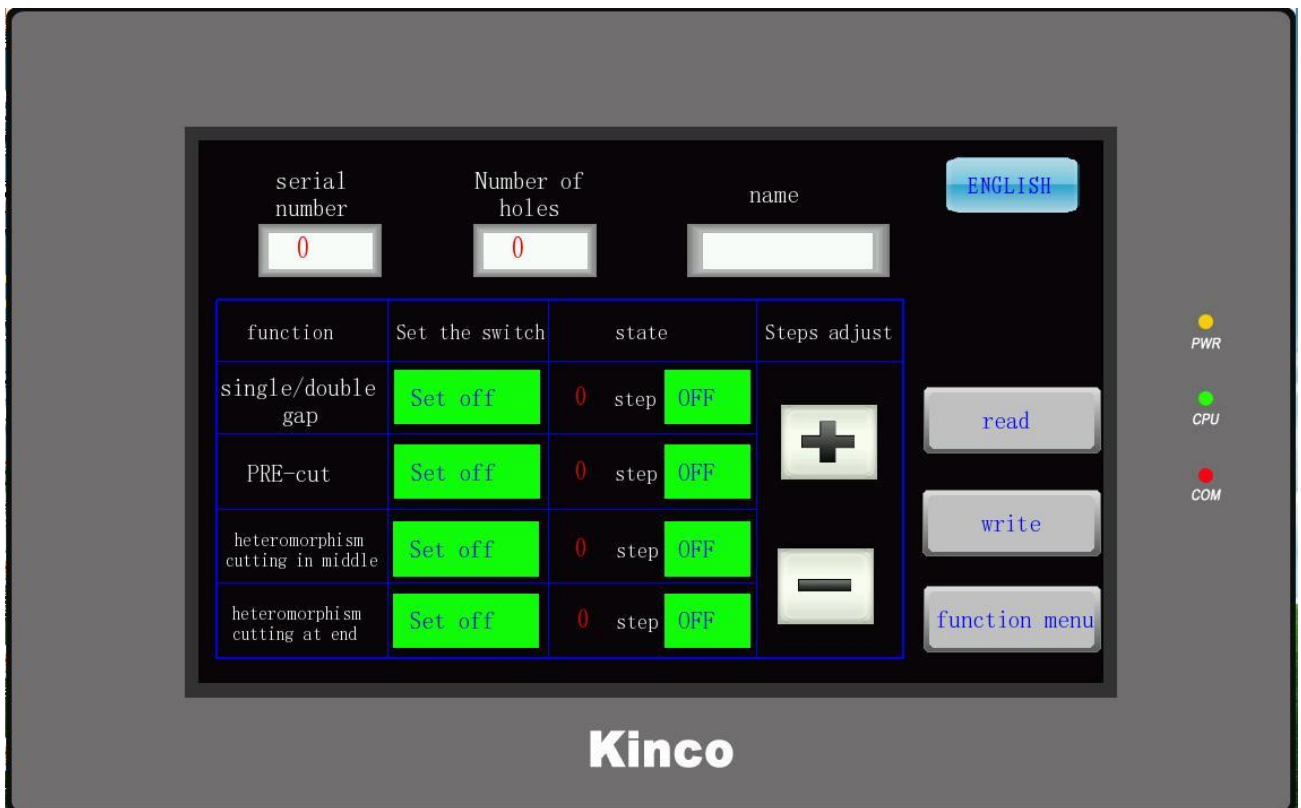 serial
number
Number of
holes
name
ENGLISH
0
0
function
Set the switch
state
Steps adjust
single/double
gap
Set off
0 step OFF
PRE-cut
Set off
0 step OFF
heteromorphism
cutting in middle
Set off
0 step OFF
heteromorphism
cutting at end
Set off
0 step OFF
read
write
function menu
PWR
CPU
COM
Kinco